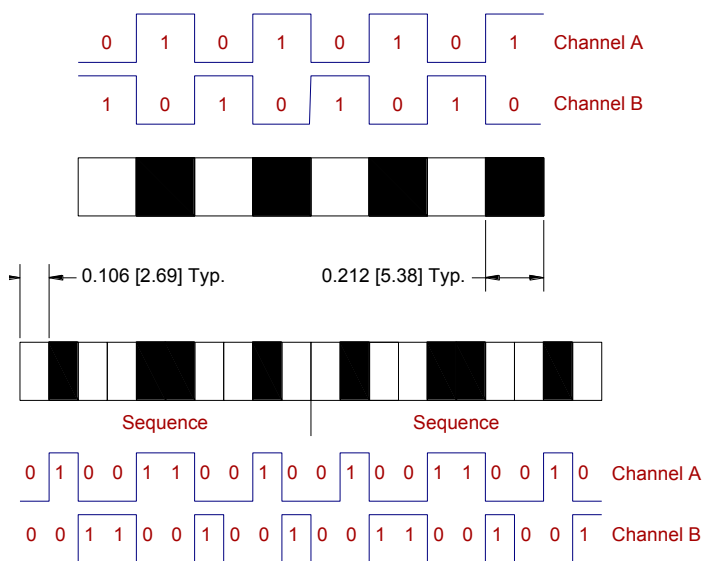 0 1 0 1 0 1 0 1 Channel A
1 0 1 0 1 0 1 0 Channel B
0.106 [2.69] Typ. 0.212 [5.38] Typ.
Sequence Sequence
0 1 0 0 1 1 0 0 1 0 0 1 0 0 1 1 0 0 1 0 Channel A
0 0 1 1 0 0 1 0 0 1 0 0 1 1 0 0 1 0 0 1 Channel B